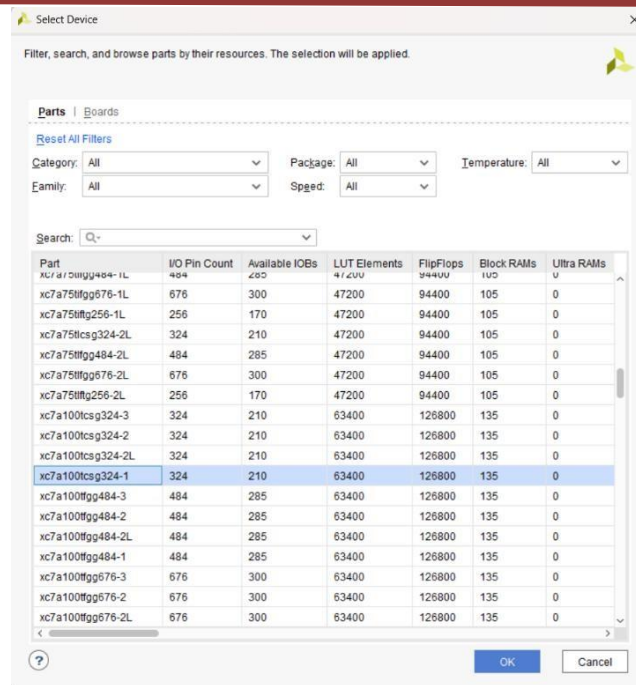 Select Device
Filter, search, and browse parts by their resources. The selection will be applied.
Parts | Boards
Reset All Filters
Category: All Package: All Temperature: All
Family: All Speed: All
Search: Q-
Part I/O Pin Count Available IOBs LUT Elements FlipFlops Block RAMs Ultra RAMs
484 285 47200 94400 105 0
xc7a75tifgg676-1L 676 300 47200 94400 105 0
xc7a75tiftg256-1L 256 170 47200 94400 105 0
xc7a75tlcsg324-2L 324 210 47200 94400 105 0
xc7a75tlfgg484-2L 484 285 47200 94400 105 0
xc7a75tlfgg676-2L 676 300 47200 94400 105 0
xc7a75tlftg256-2L 256 170 47200 94400 105 0
xc7a100tcsg324-3 324 210 63400 126800 135 0
xc7a100tcsg324-2 324 210 63400 126800 135 0
xc7a100tcsg324-2L 324 210 63400 126800 135 0
xc7a100tcsg324-1 324 210 63400 126800 135 0
xc7a100tfgg484-3 484 285 63400 126800 135 0
xc7a100tfgg484-2 484 285 63400 126800 135 0
xc7a100tfgg484-2L 484 285 63400 126800 135 0
xc7a100tfgg484-1 484 285 63400 126800 135 0
xc7a100tfgg676-3 676 300 63400 126800 135 0
xc7a100tfgg676-2 676 300 63400 126800 135 0
xc7a100tfgg676-2L 676 300 63400 126800 135 0
? OK Cancel